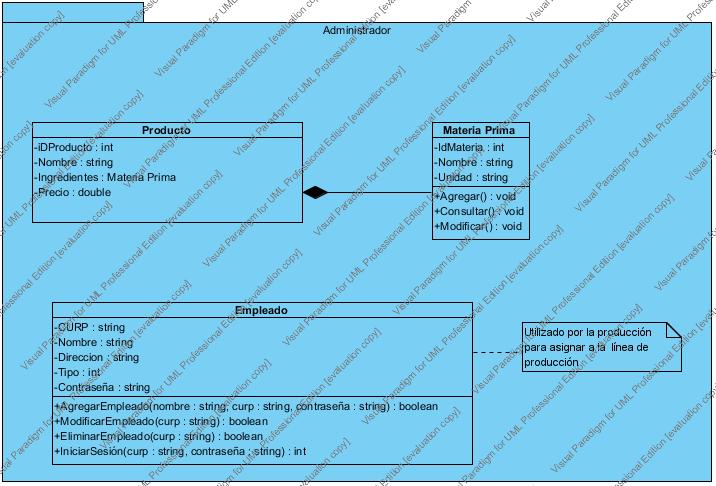 Administrador
Producto
-iDProducto : int
-Nombre : string
-Ingredientes : Materia Prima
-Precio : double
Materia Prima
-IdMateria : int
-Nombre : string
-Unidad : string
+Agregar() : void
+Consultar() : void
+Modificar() : void
Empleado
-CURP : string
-Nombre : string
-Direccion : string
-Tipo : int
-Contraseña : string
+AgregarEmpleado(nombre : string, curp : string, contraseña : string) : boolean
+ModificarEmpleado(curp : string) : boolean
+EliminarEmpleado(curp : string) : boolean
+IniciarSesión(curp : string, contraseña : string) : int
Utilizado por la producción
para asignar a la línea de
producción
Visual Paradigm for UML Professional Edition [evaluation copy]